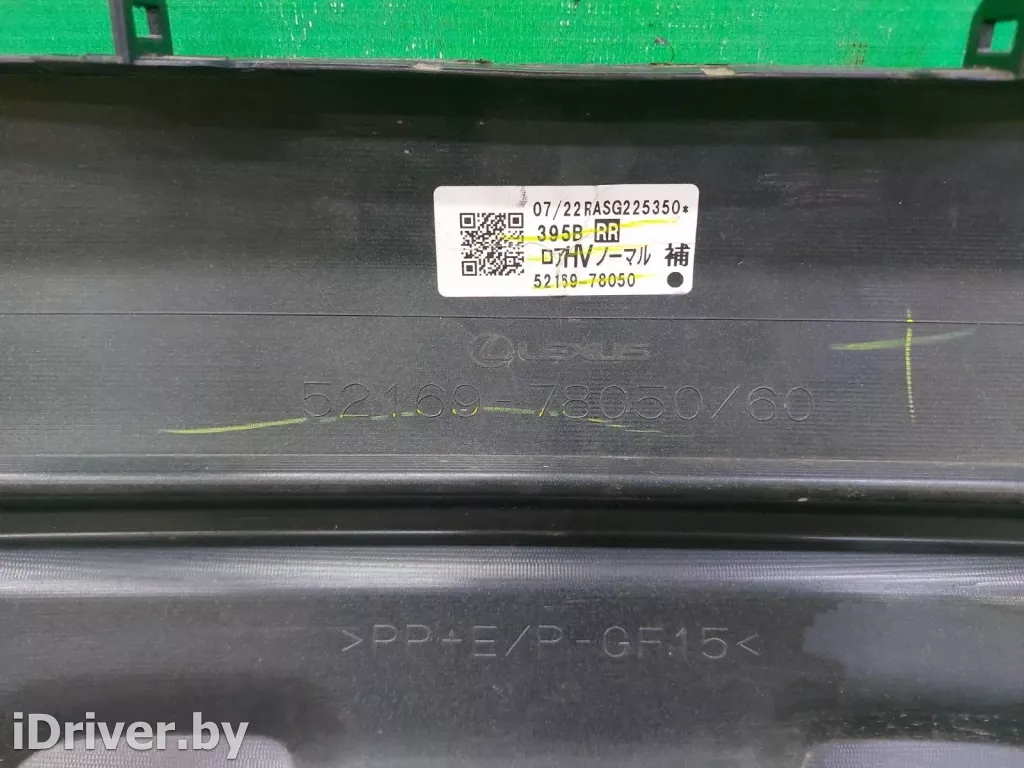 07/22RASG225350*
395B RR
ロアHVノーマル 補
52169-78050 ●
LEXUS
52169-78050/60
>PP+E/P-GF15<
iDriver.by